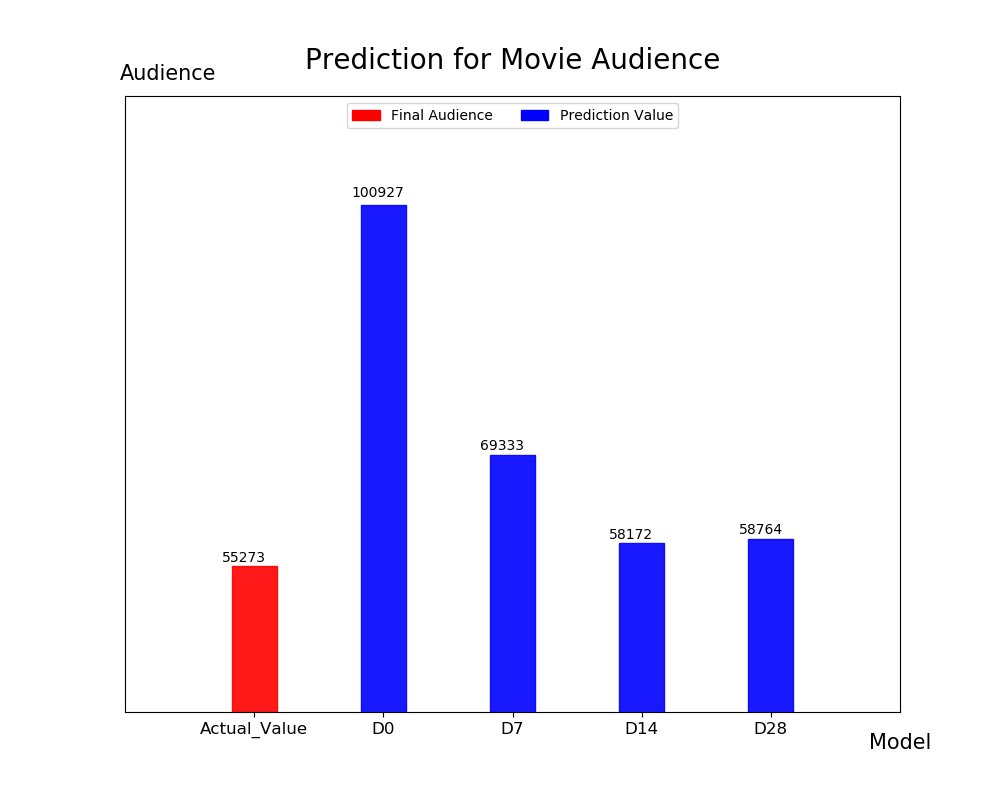 Prediction for Movie Audience
Audience
Final Audience
Prediction Value
100927
69333
58764
58172
55273
Actual_Value
D0
D7
D14
D28
Model